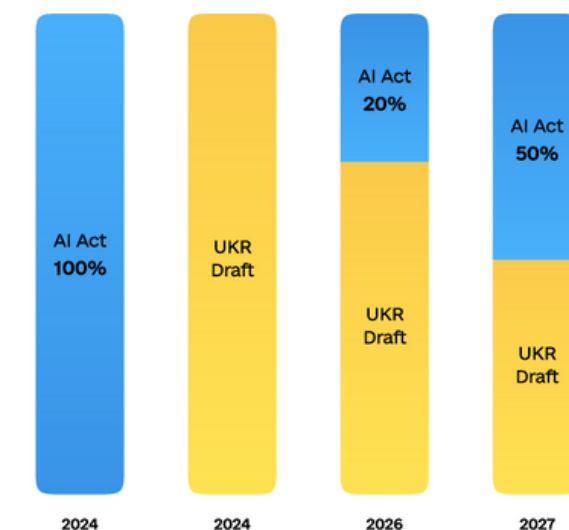 AI Act
100%
2024
UKR
Draft
2024
AI Act
20%
UKR
Draft
2026
AI Act
50%
UKR
Draft
2027